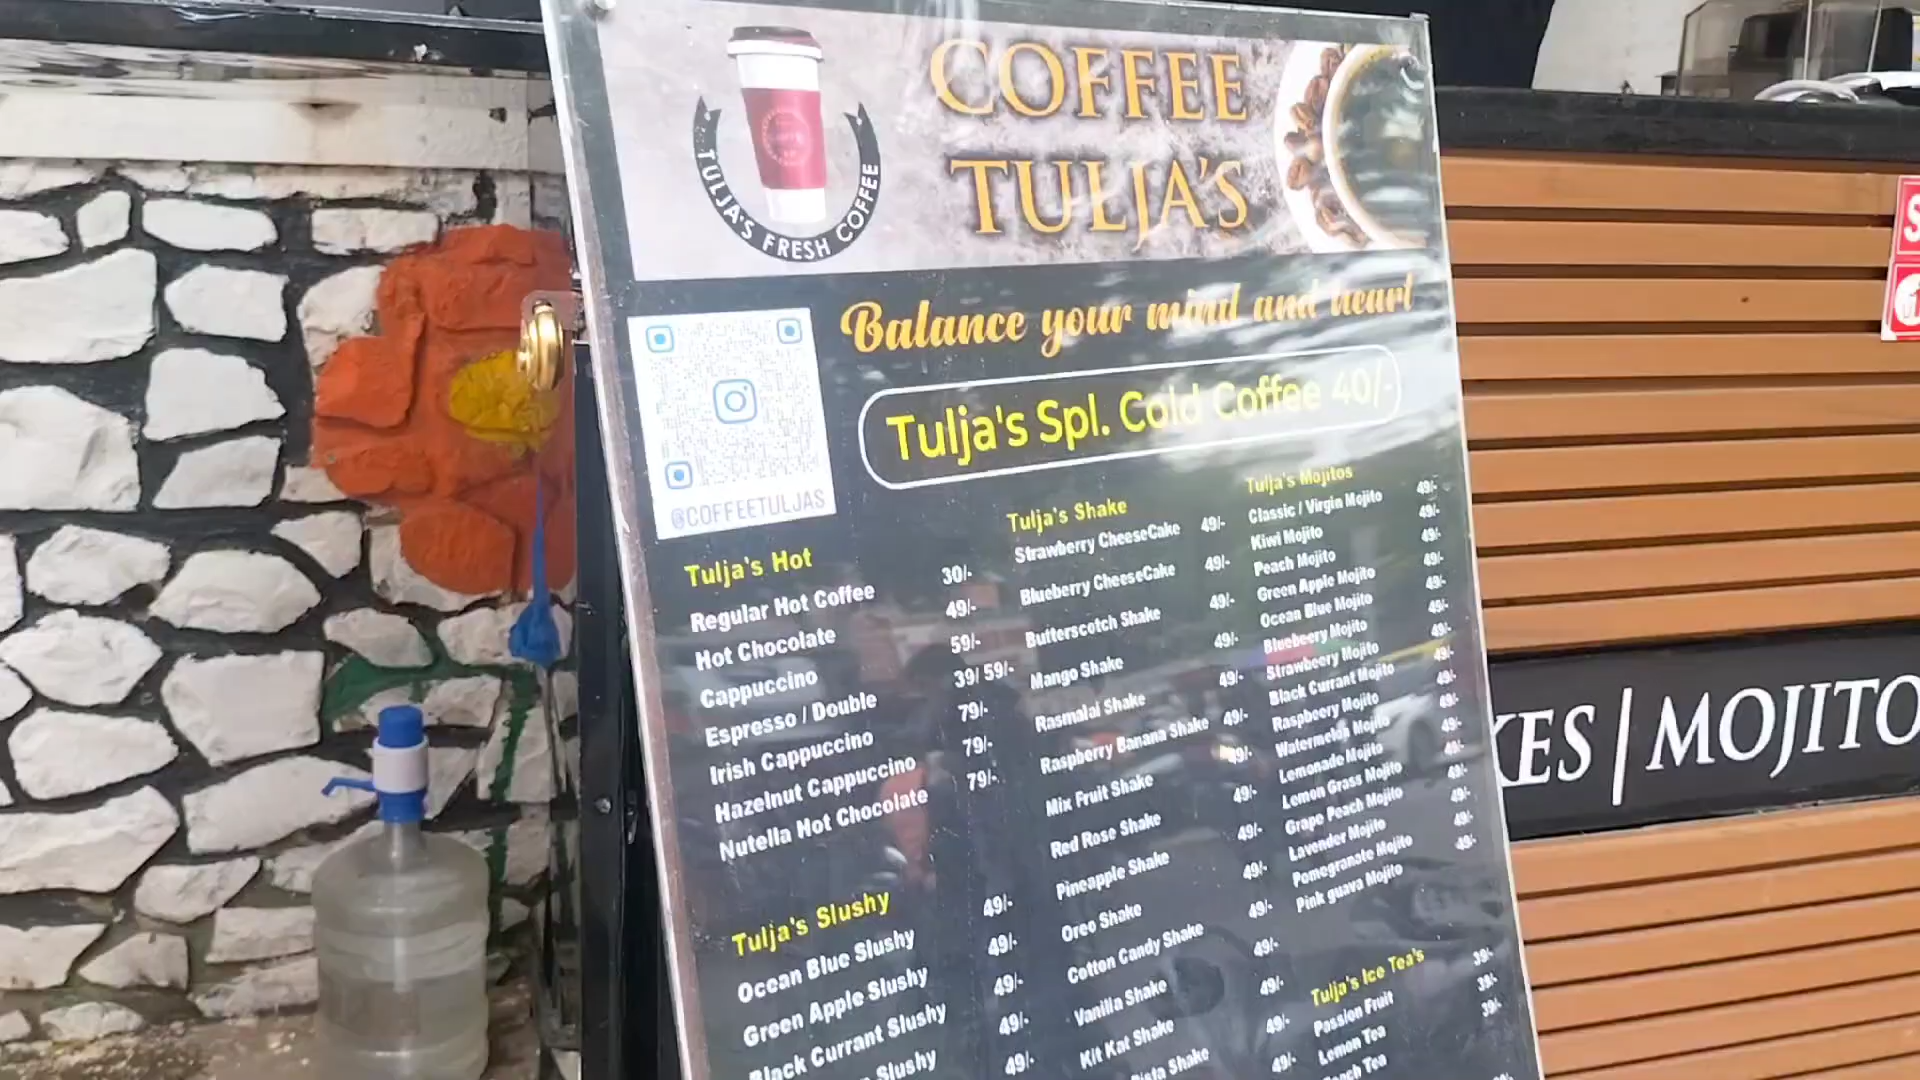 COFFEE
TULJA'S
TULJA'S FRESH COFFEE
Balance your mind and heart
Tulja's Spl. Cold Coffee 40/-
@COFFEETULJAS
Tulja's Hot
Regular Hot Coffee 30/-
Hot Chocolate 49/-
Cappuccino 59/-
Espresso / Double 39/ 59/-
Irish Cappuccino 79/-
Hazelnut Cappuccino 79/-
Nutella Hot Chocolate 79/-
Tulja's Slushy
Ocean Blue Slushy 49/-
Green Apple Slushy 49/-
Black Currant Slushy 49/-
Slushy 49/-
49/-
Tulja's Shake
Strawberry CheeseCake 49/-
Blueberry CheeseCake 49/-
Butterscotch Shake 49/-
Mango Shake 49/-
Rasmalai Shake 49/-
Raspberry Banana Shake 49/-
Mix Fruit Shake 49/-
Red Rose Shake 49/-
Pineapple Shake 49/-
Oreo Shake 49/-
Cotton Candy Shake 49/-
Vanilla Shake 49/-
Kit Kat Shake 49/-
Pista Shake 49/-
49/-
Tulja's Mojitos
Classic / Virgin Mojito 49/-
Kiwi Mojito 49/-
Peach Mojito 49/-
Green Apple Mojito 49/-
Ocean Blue Mojito 49/-
Bluebeery Mojito 49/-
Strawbeery Mojito 49/-
Black Currant Mojito 49/-
Raspbeery Mojito 49/-
Watermelon Mojito 49/-
Lemonade Mojito 49/-
Lemon Grass Mojito 49/-
Grape Peach Mojito 49/-
Lavender Mojito 49/-
Pomegranate Mojito 49/-
Pink guava Mojito 49/-
Tulja's Ice Tea's
Passion Fruit 39/-
Lemon Tea 39/-
Peach Tea 39/-
KES | MOJITO